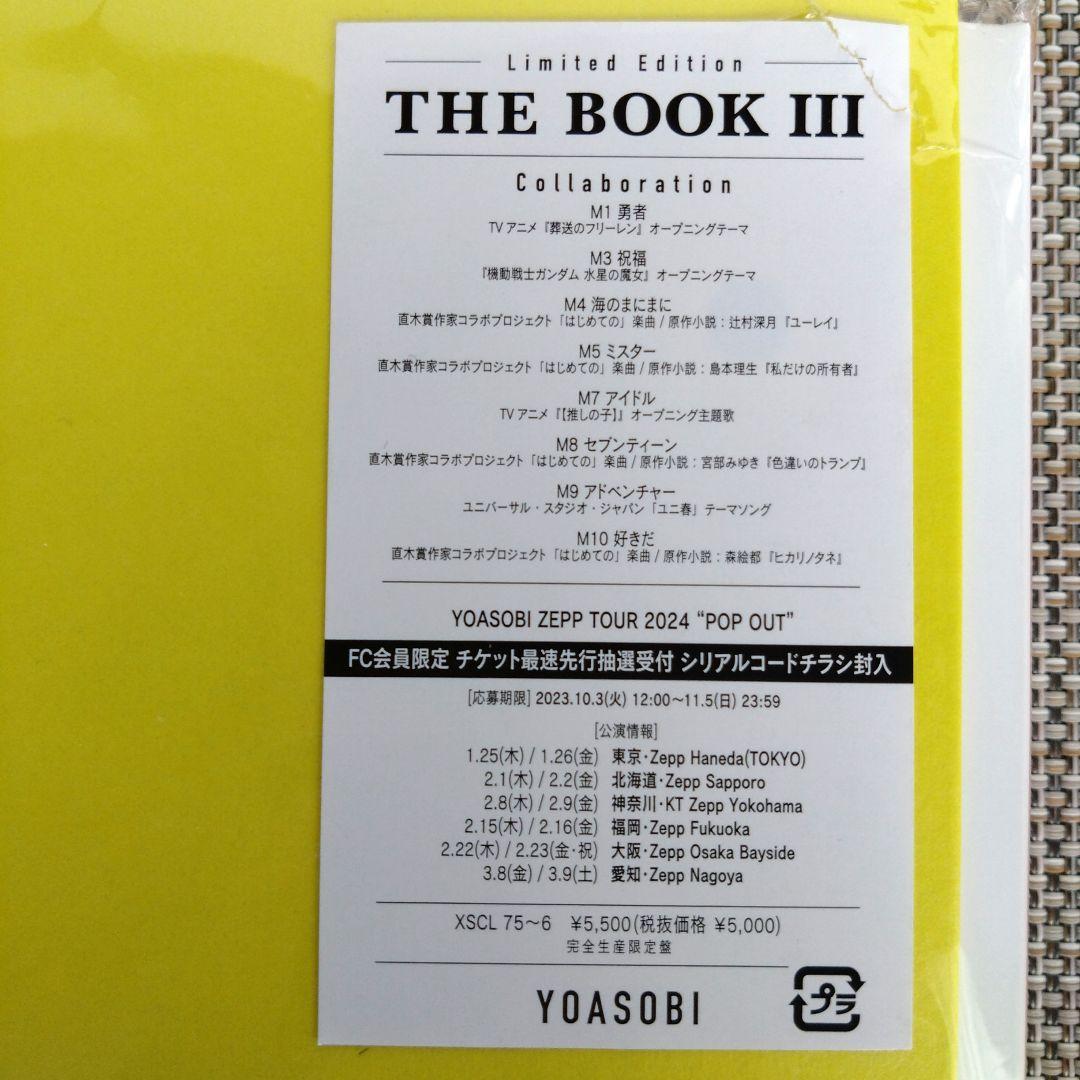 Limited Edition
THE BOOK III
Collaboration
M1 勇者
TVアニメ『葬送のフリーレン』オープニングテーマ
M3 祝福
『機動戦士ガンダム 水星の魔女』オープニングテーマ
M4 海のまにまに
直木賞作家コラボプロジェクト「はじめての」楽曲 / 原作小説：辻村深月『ユーレイ』
M5 ミスター
直木賞作家コラボプロジェクト「はじめての」楽曲 / 原作小説：島本理生『私だけの所有者』
M7 アイドル
TVアニメ『【推しの子】』オープニング主題歌
M8 セブンティーン
直木賞作家コラボプロジェクト「はじめての」楽曲 / 原作小説：宮部みゆき『色違いのトランプ』
M9 アドベンチャー
ユニバーサル・スタジオ・ジャパン「ユニ春」テーマソング
M10 好きだ
直木賞作家コラボプロジェクト「はじめての」楽曲 / 原作小説：森絵都『ヒカリノタネ』
YOASOBI ZEPP TOUR 2024 “POP OUT”
FC会員限定 チケット最速先行抽選受付 シリアルコードチラシ封入
[応募期限] 2023.10.3(火) 12:00～11.5(日) 23:59
[公演情報]
1.25(木) / 1.26(金) 東京・Zepp Haneda(TOKYO)
2.1(木) / 2.2(金) 北海道・Zepp Sapporo
2.8(木) / 2.9(金) 神奈川・KT Zepp Yokohama
2.15(木) / 2.16(金) 福岡・Zepp Fukuoka
2.22(木) / 2.23(金・祝) 大阪・Zepp Osaka Bayside
3.8(金) / 3.9(土) 愛知・Zepp Nagoya
XSCL 75～6 ¥5,500(税抜価格 ¥5,000)
完全生産限定盤
YOASOBI
プラ